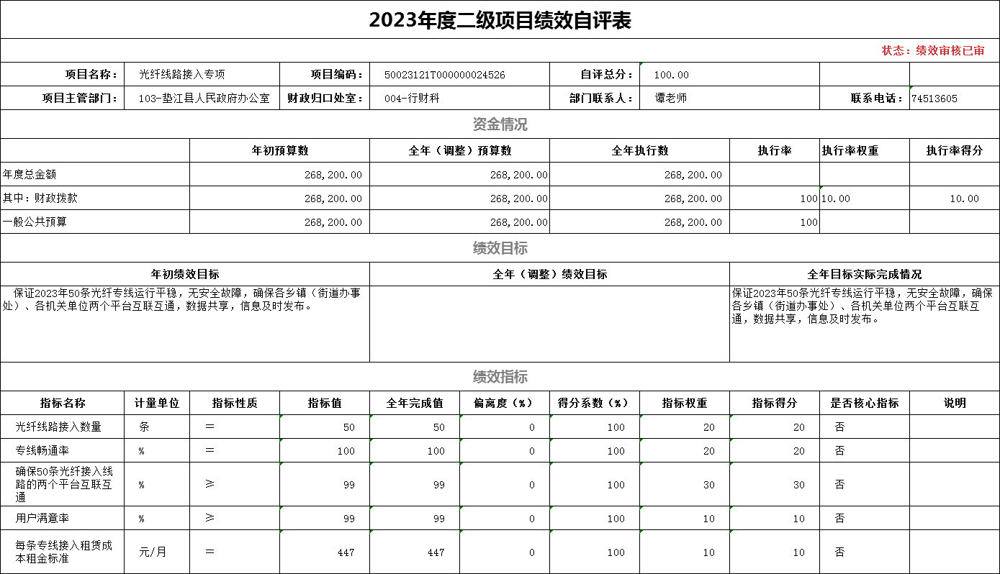 2023年度二级项目绩效自评表
状态：绩效审核已审
项目名称： 光纤线路接入专项 项目编码： 50023121T000000024526 自评总分： 100.00
项目主管部门： 103-垫江县人民政府办公室 财政归口处室： 004-行财科 部门联系人： 谭老师 联系电话： 74513605
资金情况
年初预算数 全年（调整）预算数 全年执行数 执行率 执行率权重 执行率得分
年度总金额 268,200.00 268,200.00 268,200.00
其中：财政拨款 268,200.00 268,200.00 268,200.00 100 10.00 10.00
一般公共预算 268,200.00 268,200.00 268,200.00 100
绩效目标
年初绩效目标 全年（调整）绩效目标 全年目标实际完成情况
保证2023年50条光纤专线运行平稳，无安全故障，确保各乡镇（街道办事
处）、各机关单位两个平台互联互通，数据共享，信息及时发布。
保证2023年50条光纤专线运行平稳，无安全故障，确保
各乡镇（街道办事处）、各机关单位两个平台互联互
通，数据共享，信息及时发布。
绩效指标
指标名称 计量单位 指标性质 指标值 全年完成值 偏离度（%） 得分系数（%） 指标权重 指标得分 是否核心指标 说明
光纤线路接入数量 条 ＝ 50 50 0 100 20 20 否
专线畅通率 % ＝ 100 100 0 100 20 20 否
确保50条光纤接入线
路的两个平台互联互
通
% ≥ 99 99 0 100 30 30 否
用户满意率 % ≥ 99 99 0 100 10 10 否
每条专线接入租赁成
本租金标准
元/月 ＝ 447 447 0 100 10 10 否